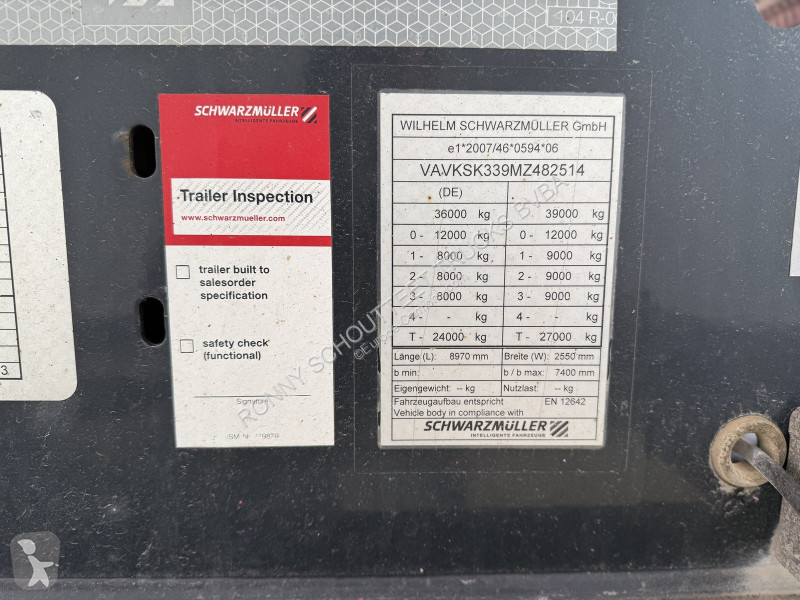 104 R-0
SCHWARZMÜLLER
INTELLIGENTE FAHRZEUGE
Trailer Inspection
www.schwarzmueller.com
trailer built to
salesorder
specification
safety check
(functional)
3
WILHELM SCHWARZMÜLLER GmbH
e1*2007/46*0594*06
VAVKSK339MZ482514
(DE)
36000 kg 39000 kg
0 - 12000 kg 0 - 12000 kg
1 - 8000 kg 1 - 9000 kg
2 - 8000 kg 2 - 9000 kg
3 - 8000 kg 3 - 9000 kg
4 - - kg 4 - - kg
T - 24000 kg T - 27000 kg
Länge (L): 8970 mm Breite (W): 2550 mm
b min: b / b max: 7400 mm
Eigengewicht: -- kg Nutzlast: -- kg
Fahrzeugaufbau entspricht EN 12642
Vehicle body in compliance with
SCHWARZMÜLLER
INTELLIGENTE FAHRZEUGE
RONNY SCHOUTTEET TRUCKS BVBA